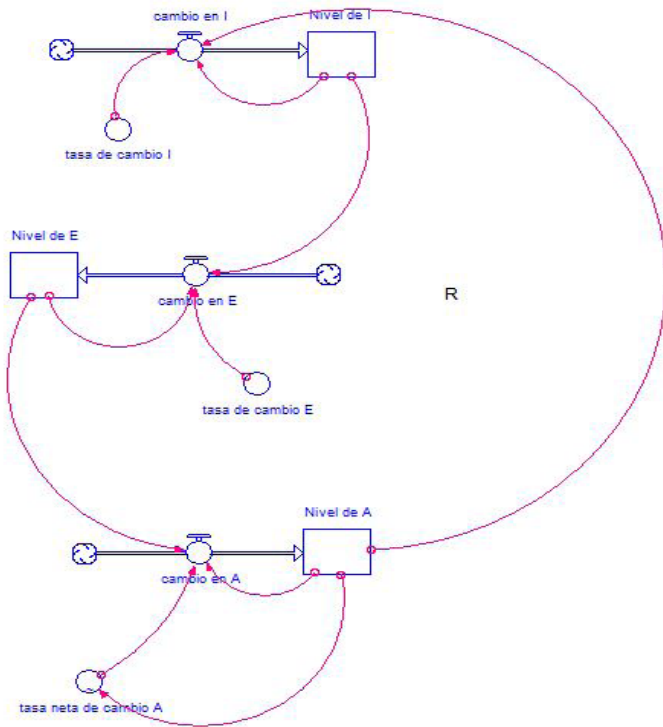 cambio en I
Nivel de I
tasa de cambio I
Nivel de E
cambio en E
R
tasa de cambio E
Nivel de A
cambio en A
tasa neta de cambio A